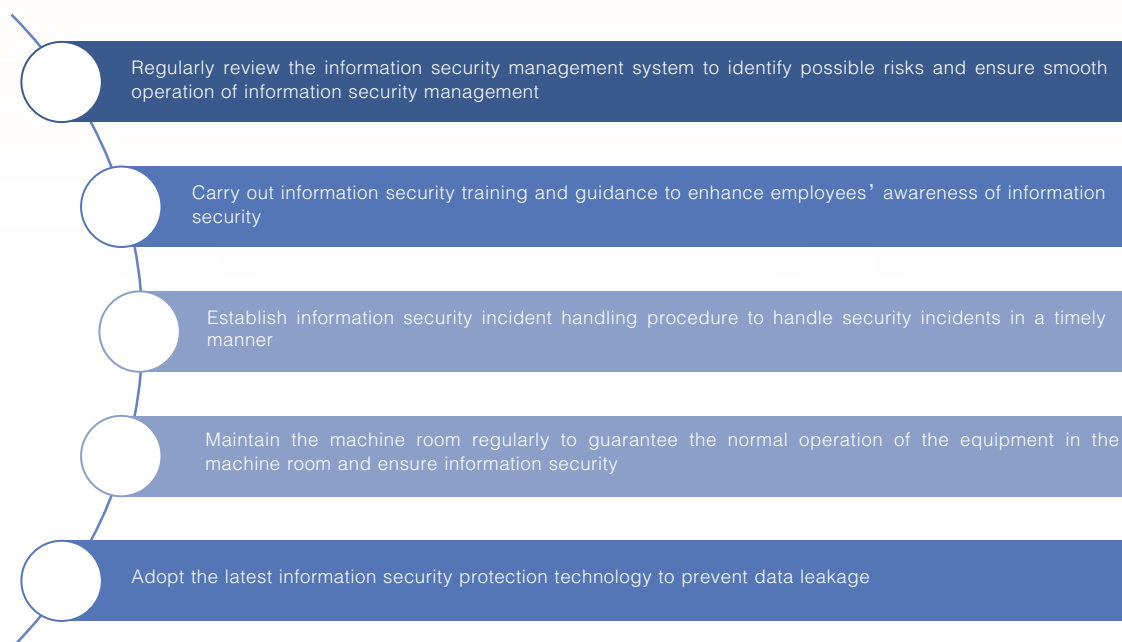 Regularly review the information security management system to identify possible risks and ensure smooth
operation of information security management
Carry out information security training and guidance to enhance employees’ awareness of information
security
Establish information security incident handling procedure to handle security incidents in a timely
manner
Maintain the machine room regularly to guarantee the normal operation of the equipment in the
machine room and ensure information security
Adopt the latest information security protection technology to prevent data leakage